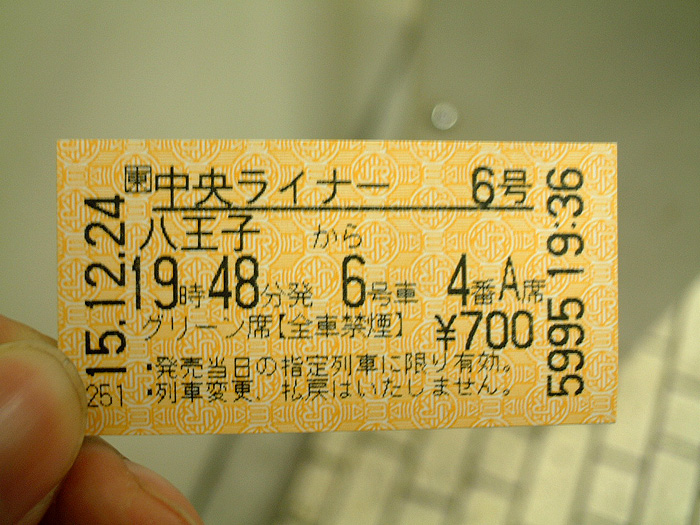 東 中央ライナー 6号
八王子 から
19時48分発 6号車 4番A席
グリーン席【全車禁煙】 ¥700
・発売当日の指定列車に限り有効。
・列車変更、払戻はいたしません。
251
15.12.24
5995 19:36